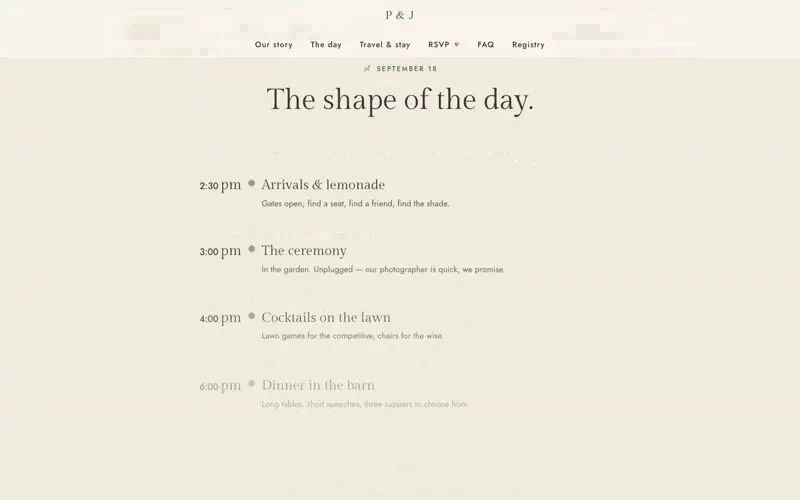 P & J
Our story The day Travel & stay RSVP ♥ FAQ Registry
SEPTEMBER 18
The shape of the day.
2:30 pm Arrivals & lemonade
Gates open; find a seat, find a friend, find the shade.
3:00 pm The ceremony
In the garden. Unplugged — our photographer is quick, we promise.
4:00 pm Cocktails on the lawn
Lawn games for the competitive, chairs for the wise.
6:00 pm Dinner in the barn
Long tables, short speeches, three suppers to choose from.